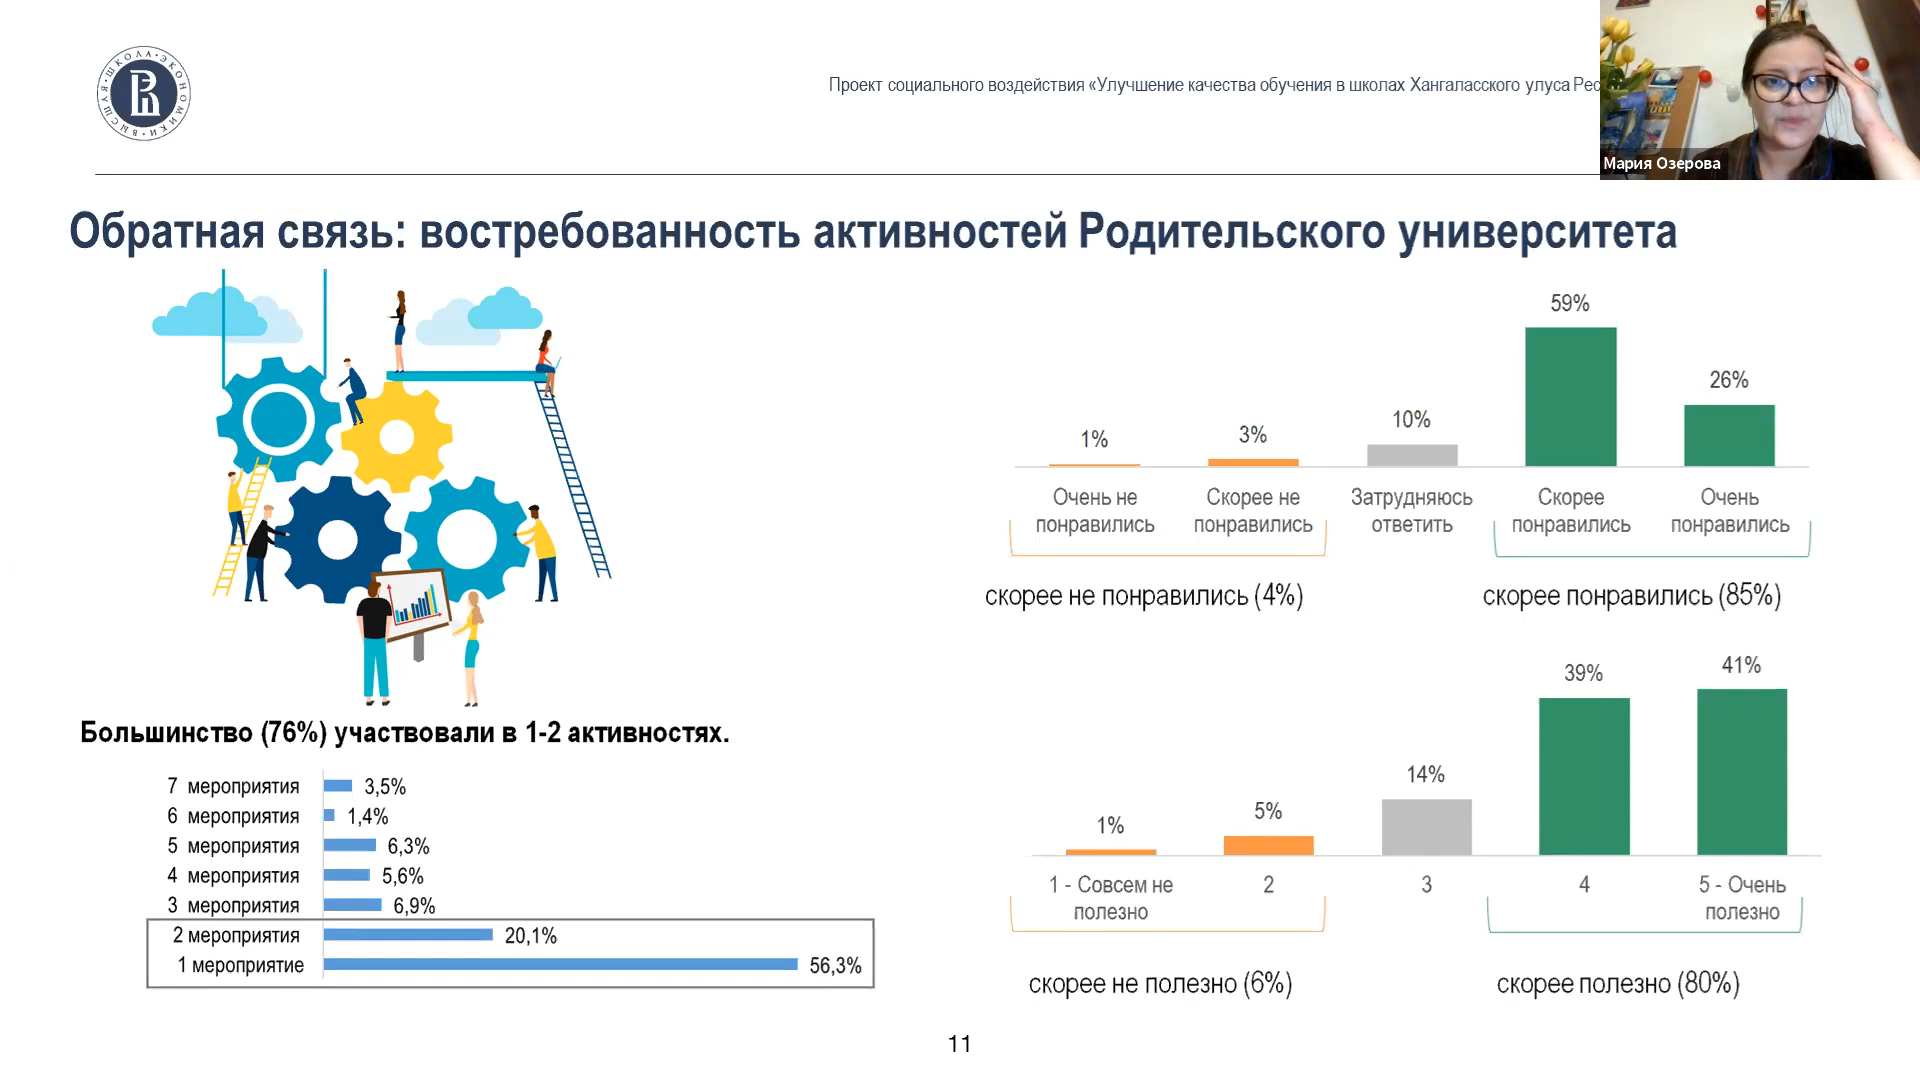 ВЫСШАЯ ШКОЛА ЭКОНОМИКИ
Проект социального воздействия «Улучшение качества обучения в школах Хангаласского улуса
Мария Озерова
Обратная связь: востребованность активностей Родительского университета
59%
26%
10%
3%
1%
Очень не понравились
Скорее не понравились
Затрудняюсь ответить
Скорее понравились
Очень понравились
скорее не понравились (4%)
скорее понравились (85%)
Большинство (76%) участвовали в 1-2 активностях.
7 мероприятия 3,5%
6 мероприятия 1,4%
5 мероприятия 6,3%
4 мероприятия 5,6%
3 мероприятия 6,9%
2 мероприятия 20,1%
1 мероприятие 56,3%
41%
39%
14%
5%
1%
1 - Совсем не полезно
2
3
4
5 - Очень полезно
скорее не полезно (6%)
скорее полезно (80%)
11